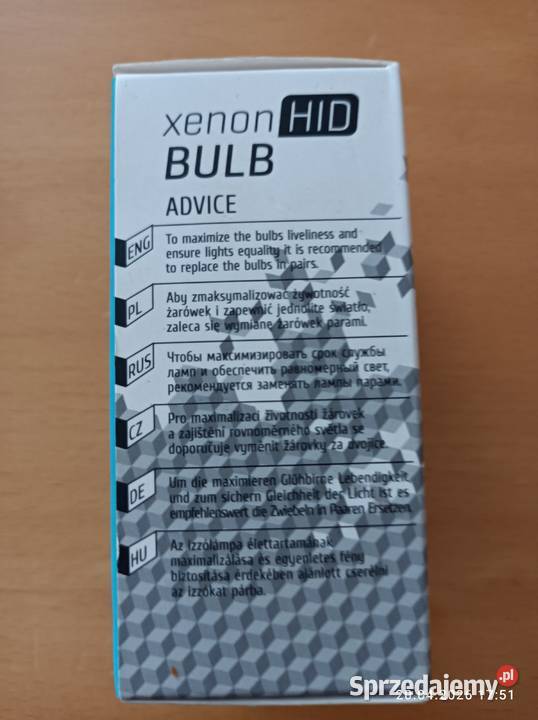 xenon HID
BULB
ADVICE
ENG
To maximize the bulbs liveliness and
ensure lights equality it is recommended
to replace the bulbs in pairs.
PL
Aby zmaksymalizować żywotność
żarówek i zapewnić jednolite światło,
zaleca się wymianę żarówek parami.
RUS
Чтобы максимизировать срок службы
ламп и обеспечить равномерный свет,
рекомендуется заменять лампы парами.
CZ
Pro maximalizaci životnosti žárovek
a zajištění rovnoměrného světla se
doporučuje vyměnit žárovky za dvojice.
DE
Um die maximieren Glühbirne Lebendigkeit
und zum sichern Gleichheit des Licht ist es
empfehlenswert die Zwiebeln in Paaren Ersetzen.
HU
Az izzólámpa élettartamának
maximalizálása és egyenletes fény
biztosítása érdekében ajánlott cserélni
az izzókat párba.
Sprzedajemy.pl
17:51